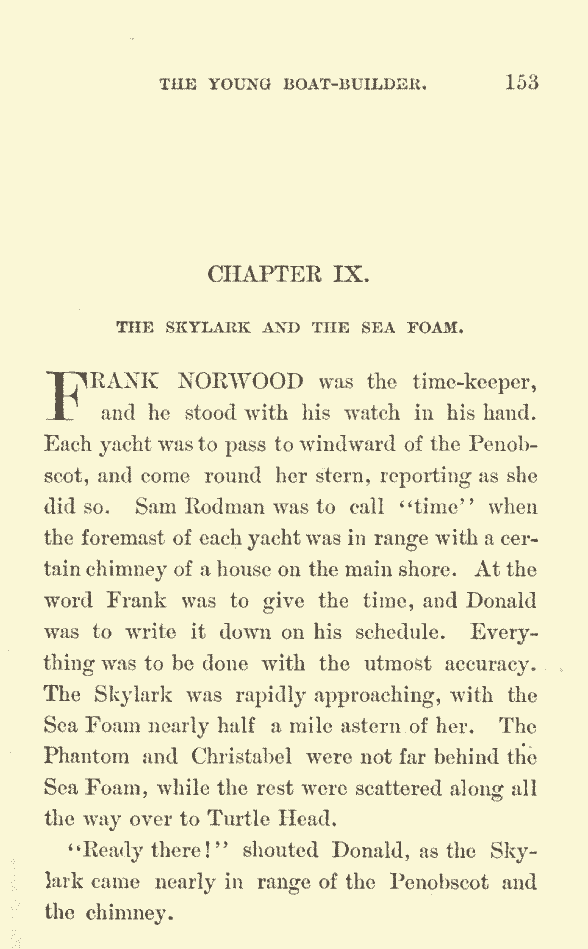 THE YOUNG BOAT-BUILDER. 153
CHAPTER IX.
THE SKYLARK AND THE SEA FOAM.
FRANK NORWOOD was the time-keeper,
and he stood with his watch in his hand.
Each yacht was to pass to windward of the Penob-
scot, and come round her stern, reporting as she
did so. Sam Rodman was to call “time” when
the foremast of each yacht was in range with a cer-
tain chimney of a house on the main shore. At the
word Frank was to give the time, and Donald
was to write it down on his schedule. Every-
thing was to be done with the utmost accuracy.
The Skylark was rapidly approaching, with the
Sea Foam nearly half a mile astern of her. The
Phantom and Christabel were not far behind the
Sea Foam, while the rest were scattered along all
the way over to Turtle Head.
“Ready there!” shouted Donald, as the Sky-
lark came nearly in range of the Penobscot and
the chimney.